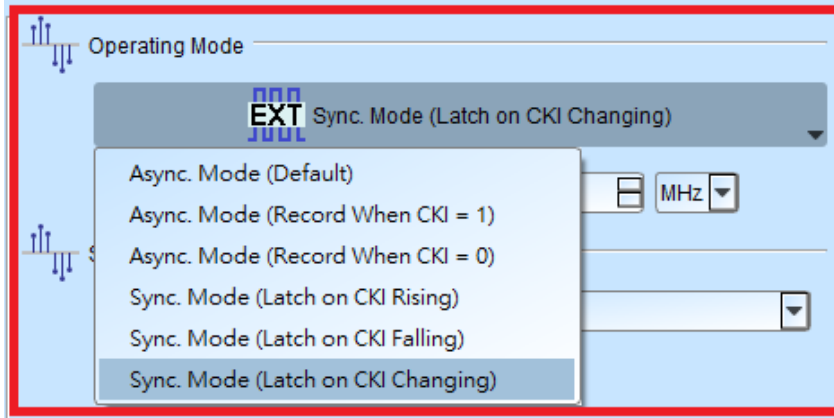 Operating Mode
EXT Sync. Mode (Latch on CKI Changing)
Async. Mode (Default)
Async. Mode (Record When CKI = 1)
MHz
Async. Mode (Record When CKI = 0)
Sync. Mode (Latch on CKI Rising)
Sync. Mode (Latch on CKI Falling)
Sync. Mode (Latch on CKI Changing)